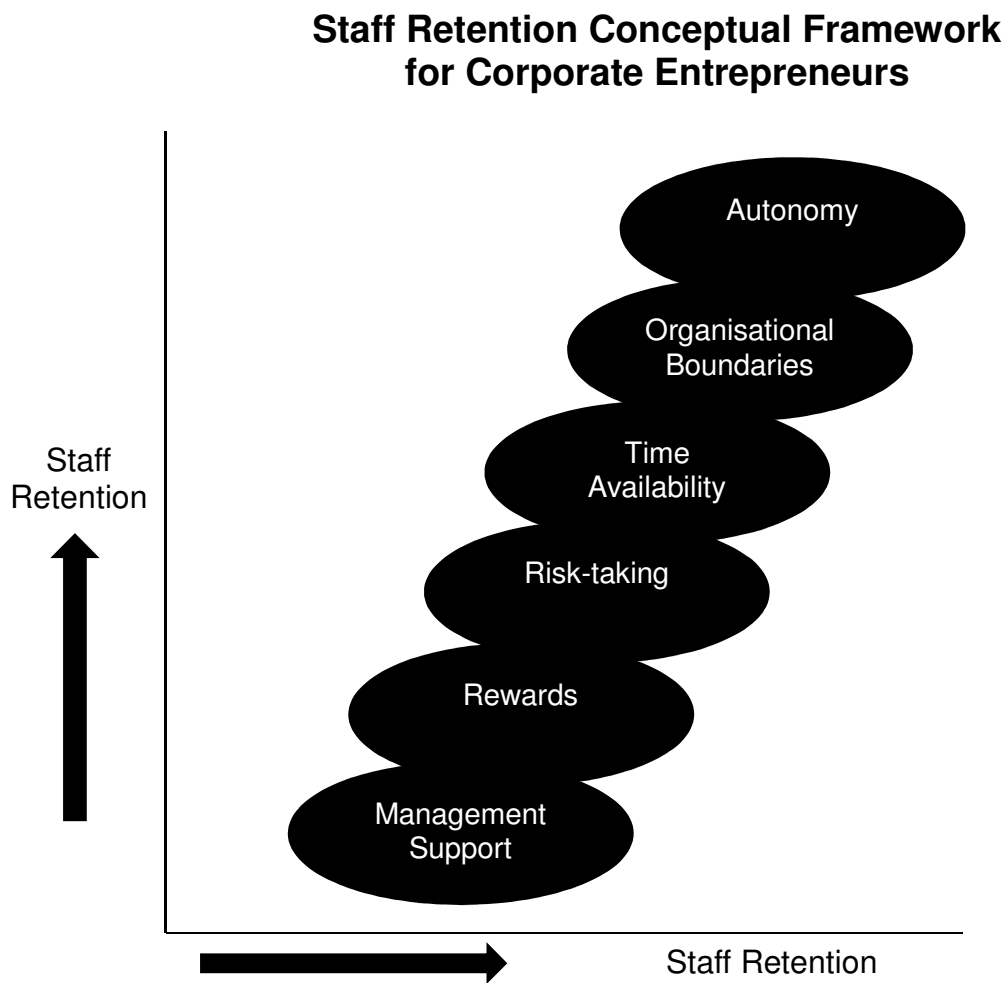 Staff Retention Conceptual Framework
for Corporate Entrepreneurs
Autonomy
Organisational
Boundaries
Time
Availability
Staff
Retention
Risk-taking
Rewards
Management
Support
Staff Retention